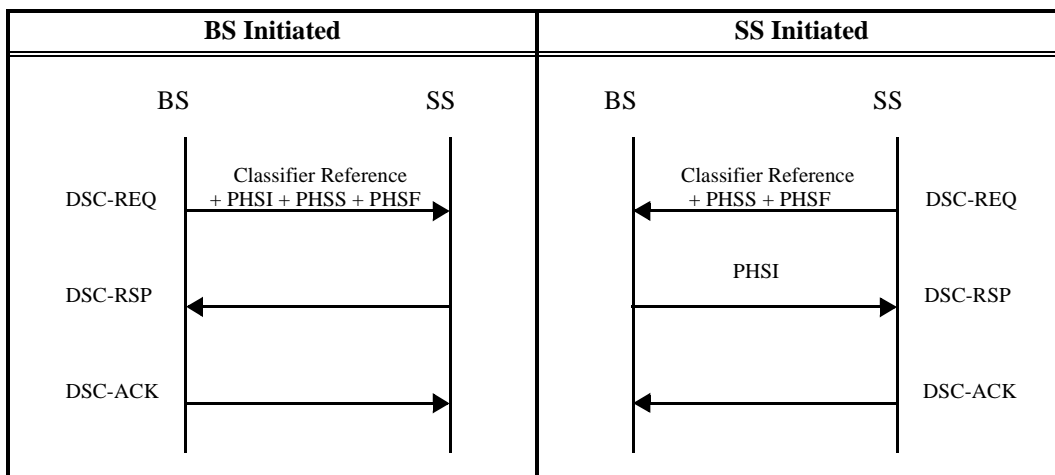 BS Initiated
SS Initiated
BS
SS
DSC-REQ
Classifier Reference
+ PHSI + PHSS + PHSF
DSC-RSP
DSC-ACK
BS
SS
Classifier Reference
+ PHSS + PHSF
DSC-REQ
PHSI
DSC-RSP
DSC-ACK